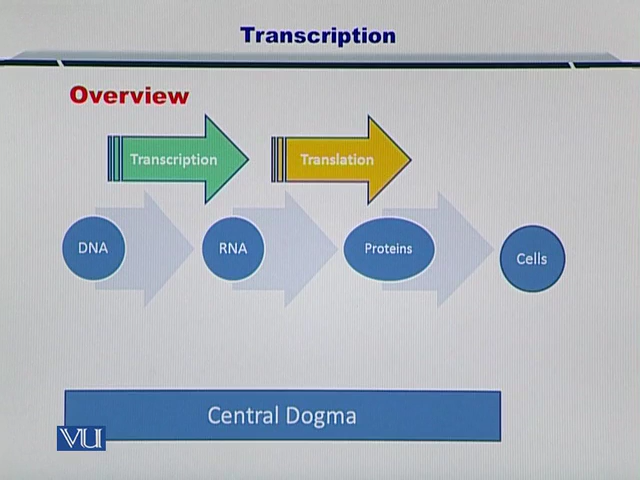 Transcription
Overview
Transcription
Translation
DNA
RNA
Proteins
Cells
Central Dogma
VU